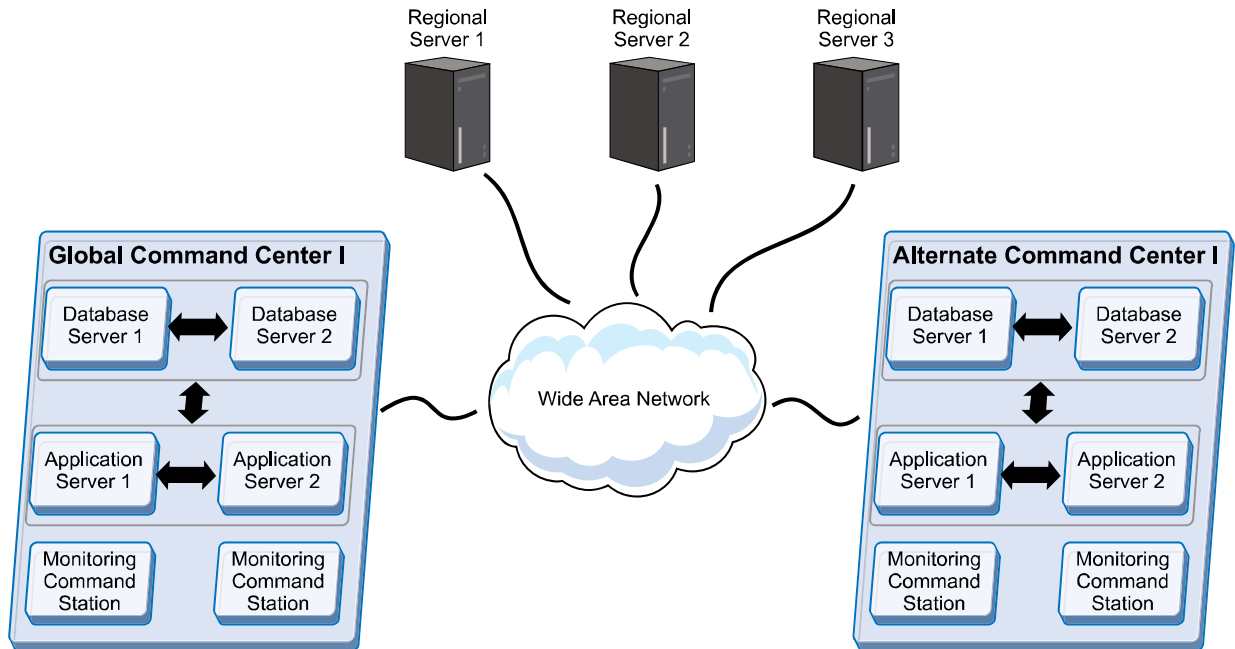 Regional
Server 1
Regional
Server 2
Regional
Server 3
Global Command Center I
Database
Server 1
Database
Server 2
Application
Server 1
Application
Server 2
Monitoring
Command
Station
Monitoring
Command
Station
Wide Area Network
Alternate Command Center I
Database
Server 1
Database
Server 2
Application
Server 1
Application
Server 2
Monitoring
Command
Station
Monitoring
Command
Station